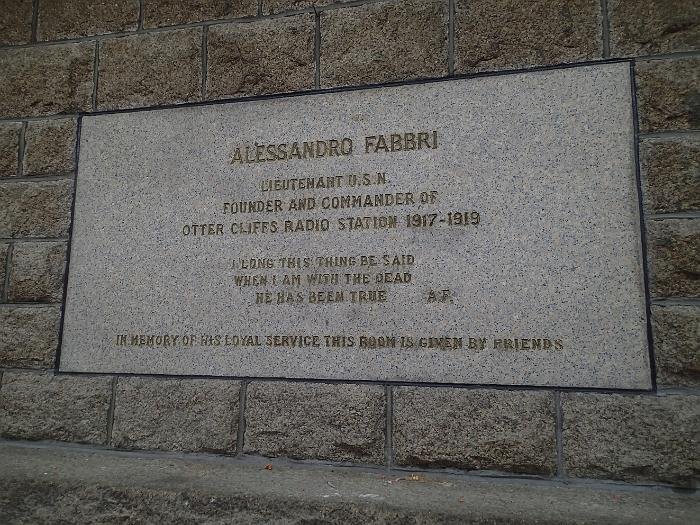 ALESSANDRO FABBRI
LIEUTENANT U.S.N.
FOUNDER AND COMMANDER OF
OTTER CLIFFS RADIO STATION 1917-1919
I LONG THIS THING BE SAID
WHEN I AM WITH THE DEAD
HE HAS BEEN TRUE A.F.
IN MEMORY OF HIS LOYAL SERVICE THIS ROOM IS GIVEN BY FRIENDS